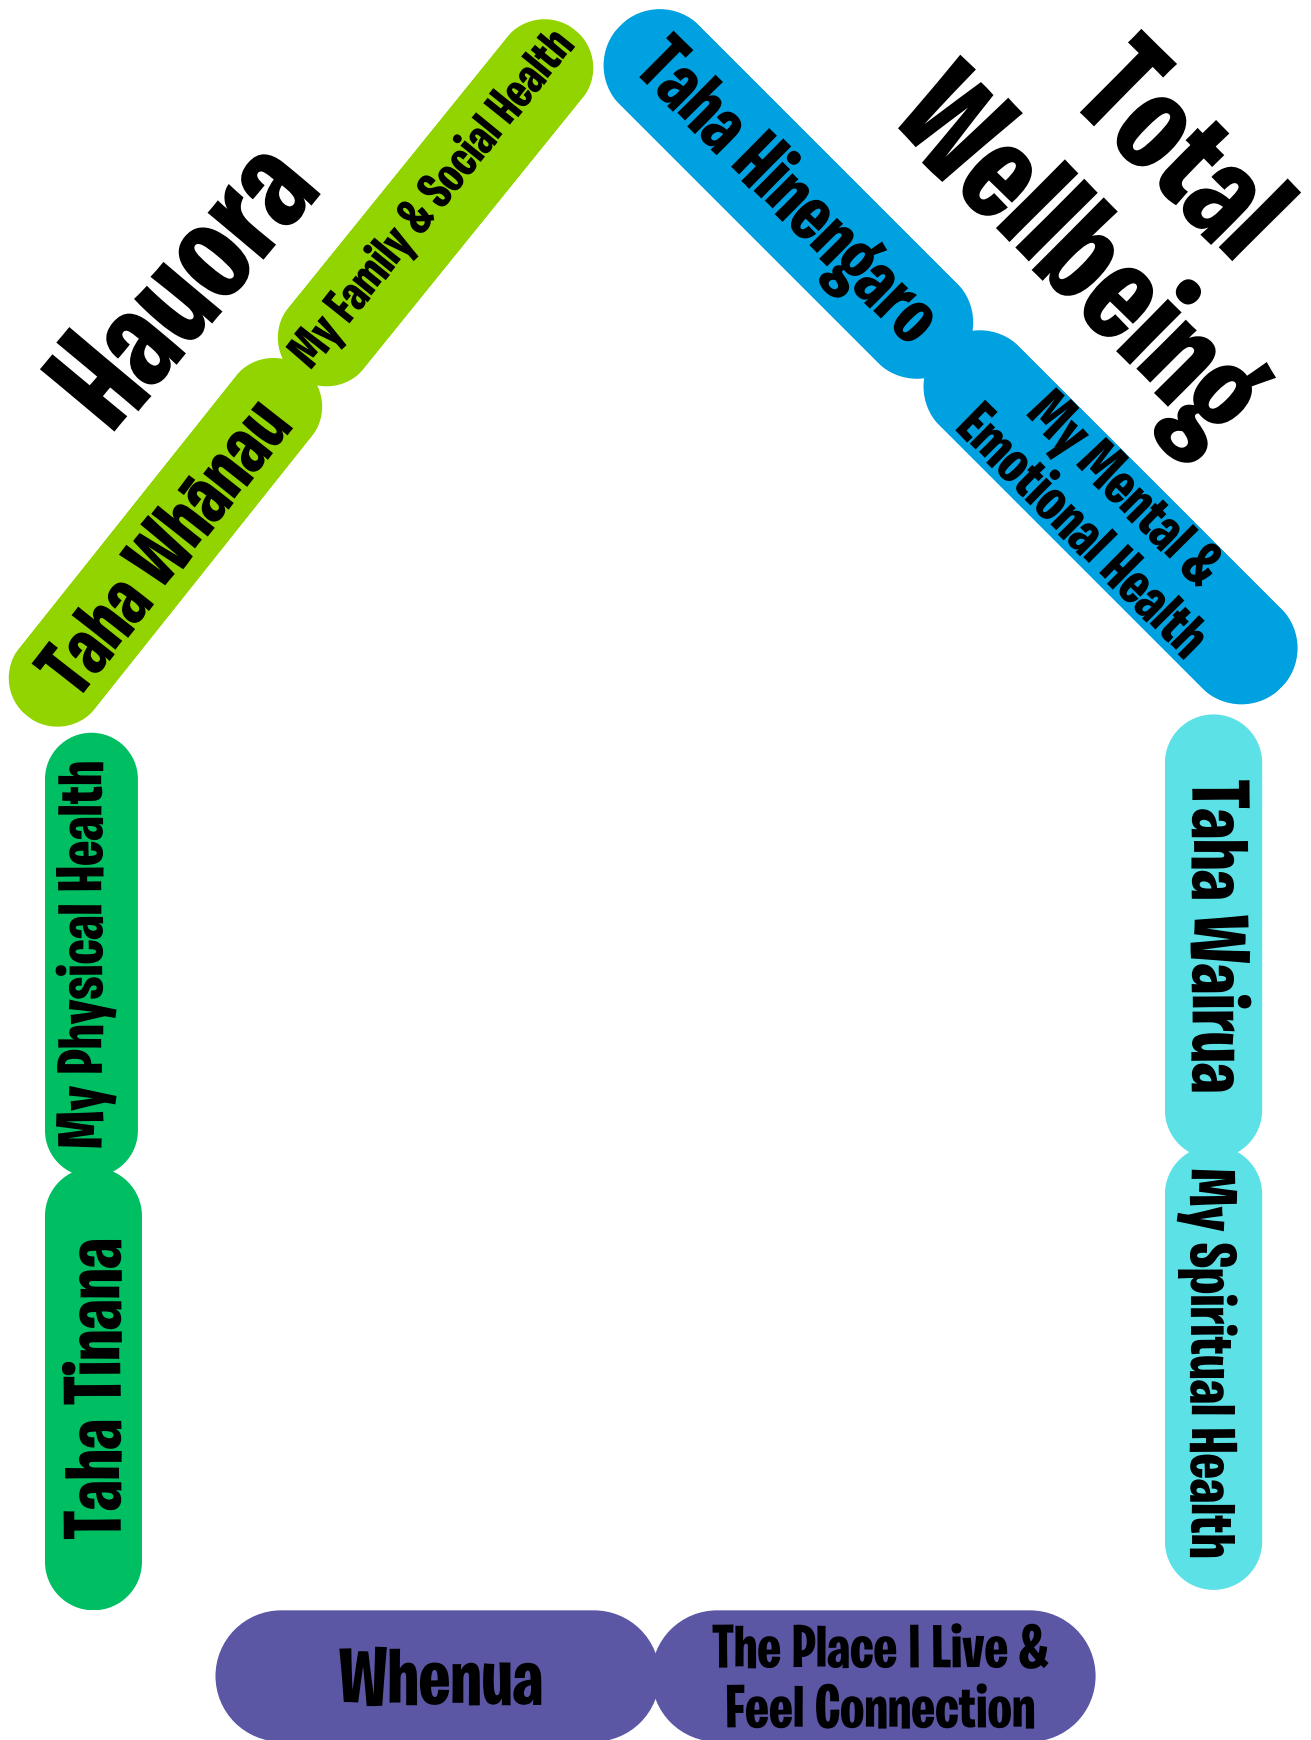 Hauora
Total
Wellbeing
Taha Whānau
My Family & Social Health
Taha Hinengaro
My Mental &
Emotional Health
My Physical Health
Taha Tinana
Taha Wairua
My Spiritual Health
Whenua
The Place I Live &
Feel Connection